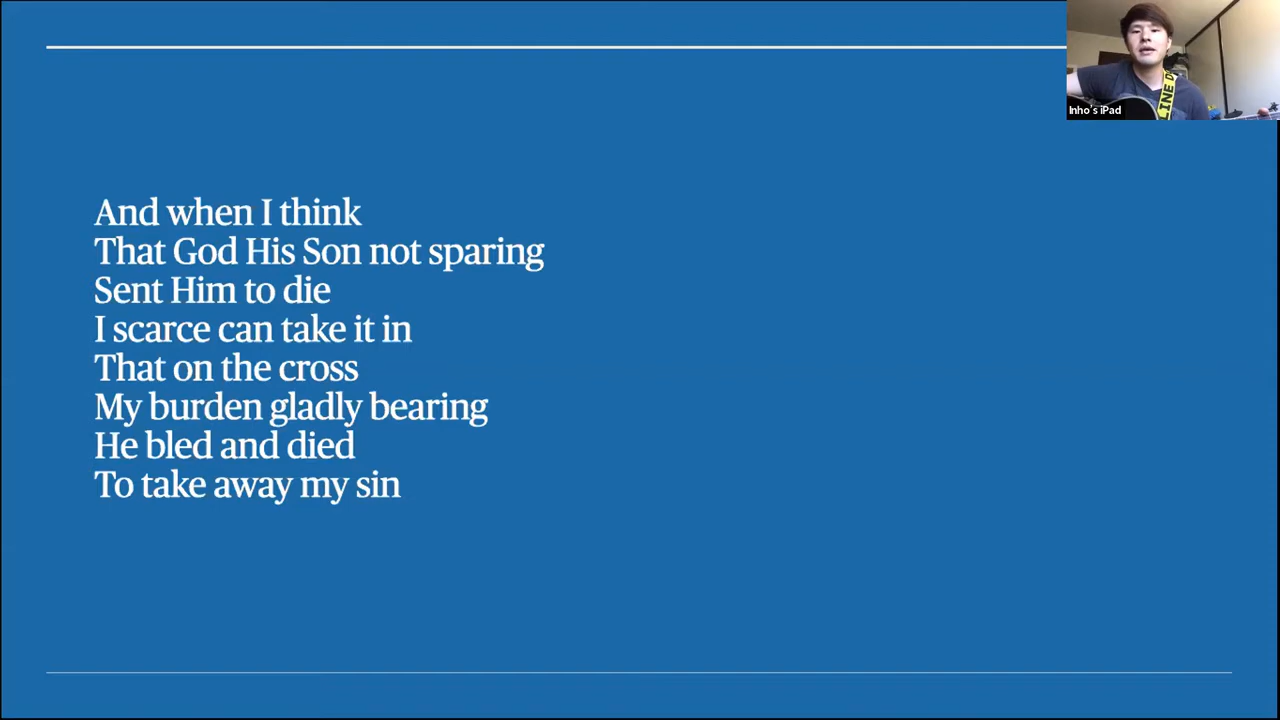 And when I think
That God His Son not sparing
Sent Him to die
I scarce can take it in
That on the cross
My burden gladly bearing
He bled and died
To take away my sin
Inho's iPad
LINE D